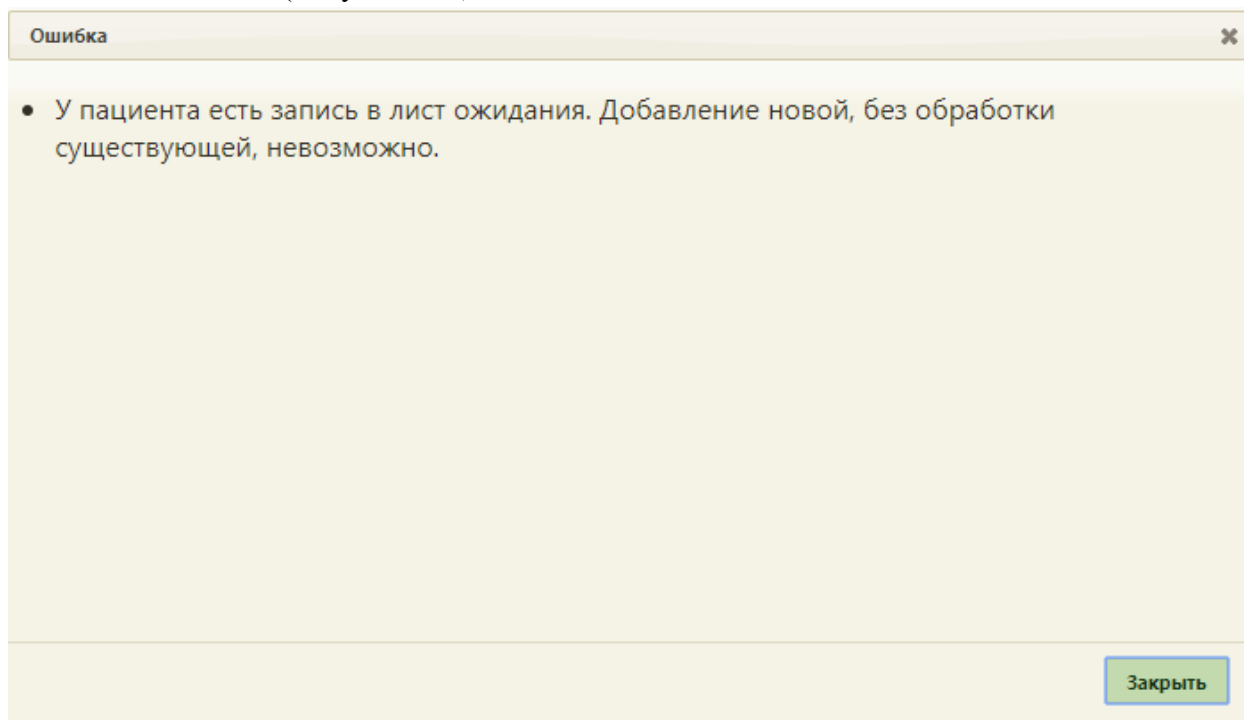 Ошибка
У пациента есть запись в лист ожидания. Добавление новой, без обработки
существующей, невозможно.
Закрыть